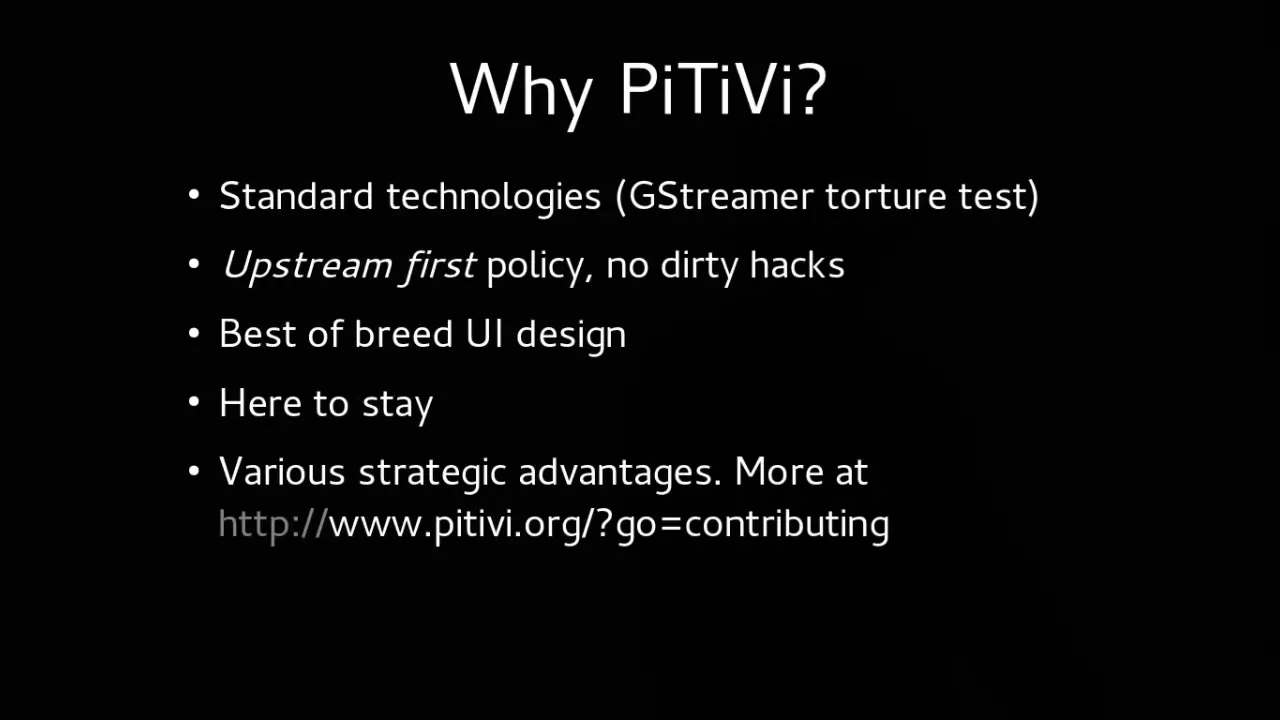 Why PiTiVi?
• Standard technologies (GStreamer torture test)
• Upstream first policy, no dirty hacks
• Best of breed UI design
• Here to stay
• Various strategic advantages. More at
http://www.pitivi.org/?go=contributing